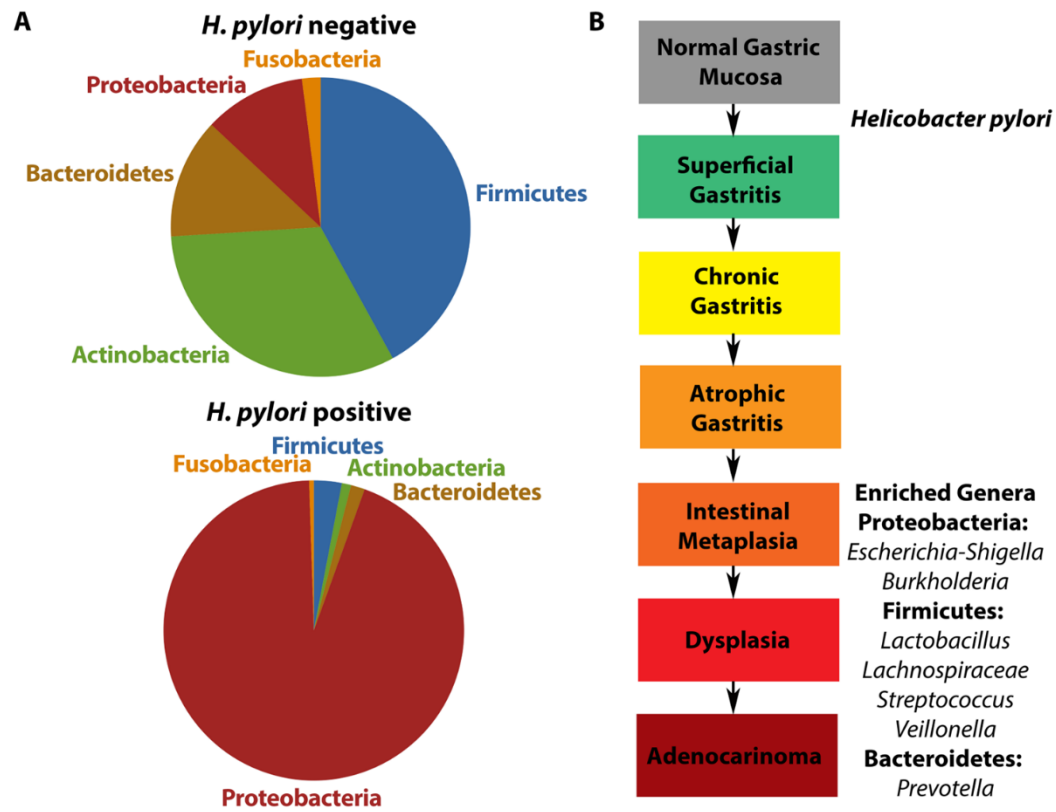 A
H. pylori negative
Fusobacteria
Proteobacteria
Bacteroidetes
Firmicutes
Actinobacteria
H. pylori positive
Firmicutes
Fusobacteria
Actinobacteria
Bacteroidetes
Proteobacteria
B
Normal Gastric
Mucosa
Helicobacter pylori
Superficial
Gastritis
Chronic
Gastritis
Atrophic
Gastritis
Intestinal
Metaplasia
Dysplasia
Adenocarinoma
Enriched Genera
Proteobacteria:
Escherichia-Shigella
Burkholderia
Firmicutes:
Lactobacillus
Lachnospiraceae
Streptococcus
Veillonella
Bacteroidetes:
Prevotella